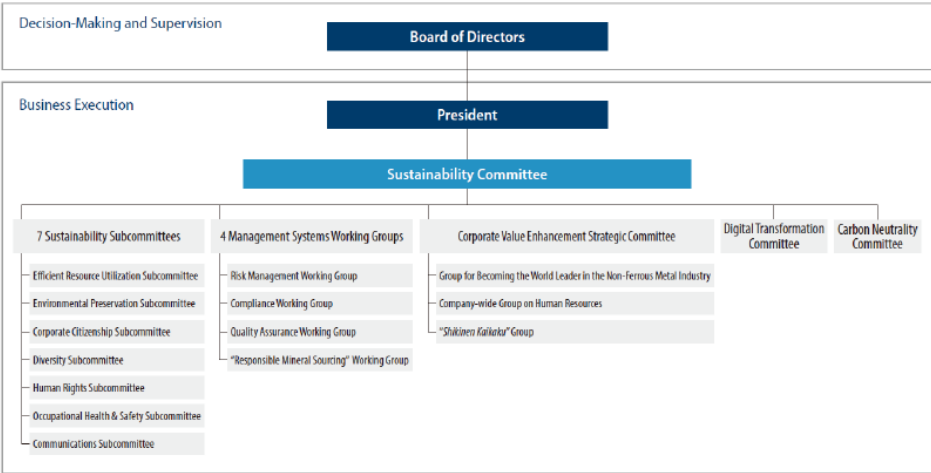 Decision-Making and Supervision
Board of Directors
Business Execution
President
Sustainability Committee
7 Sustainability Subcommittees
Efficient Resource Utilization Subcommittee
Environmental Preservation Subcommittee
Corporate Citizenship Subcommittee
Diversity Subcommittee
Human Rights Subcommittee
Occupational Health & Safety Subcommittee
Communications Subcommittee
4 Management Systems Working Groups
Risk Management Working Group
Compliance Working Group
Quality Assurance Working Group
“Responsible Mineral Sourcing” Working Group
Corporate Value Enhancement Strategic Committee
Group for Becoming the World Leader in the Non-Ferrous Metal Industry
Company-wide Group on Human Resources
“Shikinen Kaikaku” Group
Digital Transformation
Committee
Carbon Neutrality
Committee